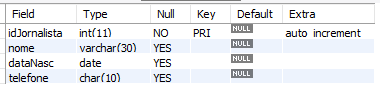 Field Type Null Key Default Extra
idJornalista int(11) NO PRI NULL auto_increment
nome varchar(30) YES NULL
dataNasc date YES NULL
telefone char(10) YES NULL